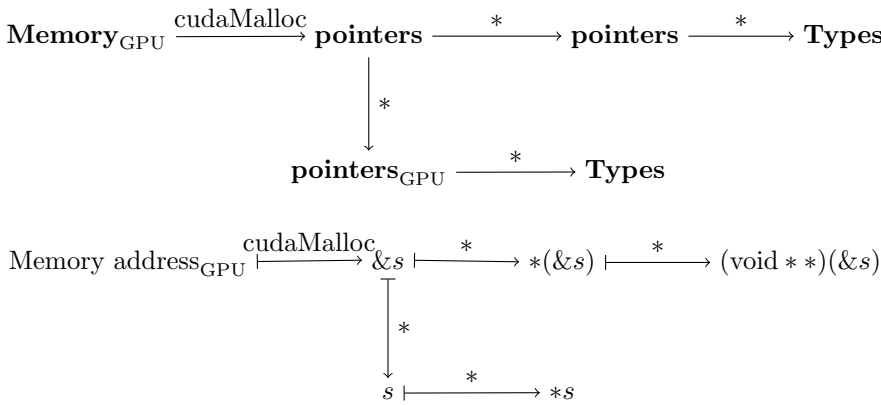 cudaMalloc * *
Memory_GPU pointers pointers Types
*
*
pointers_GPU Types
cudaMalloc * *
Memory address_GPU &s *(&s) (void * *)(&s)
*
*
s *s